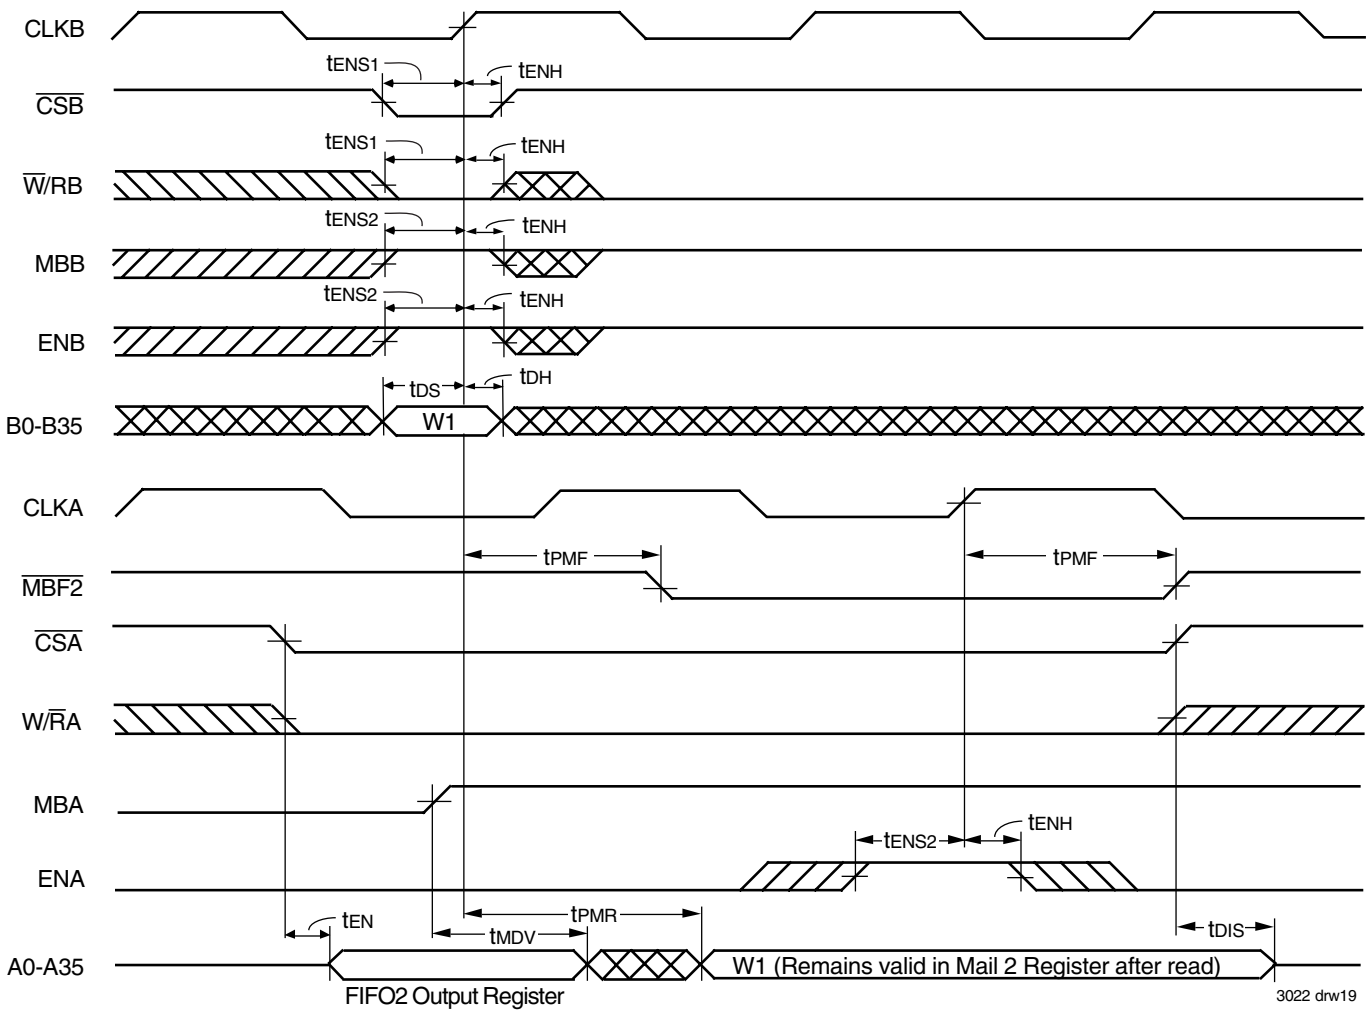 CLKB
tENS1
tENH
CSB
tENS1
tENH
W/RB
tENS2
tENH
MBB
tENS2
tENH
ENB
tDS
tDH
B0-B35
W1
CLKA
tPMF
tPMF
MBF2
CSA
W/RA
MBA
tENS2
tENH
ENA
tEN
tMDV
tPMR
tDIS
A0-A35
W1 (Remains valid in Mail 2 Register after read)
FIFO2 Output Register
3022 drw19